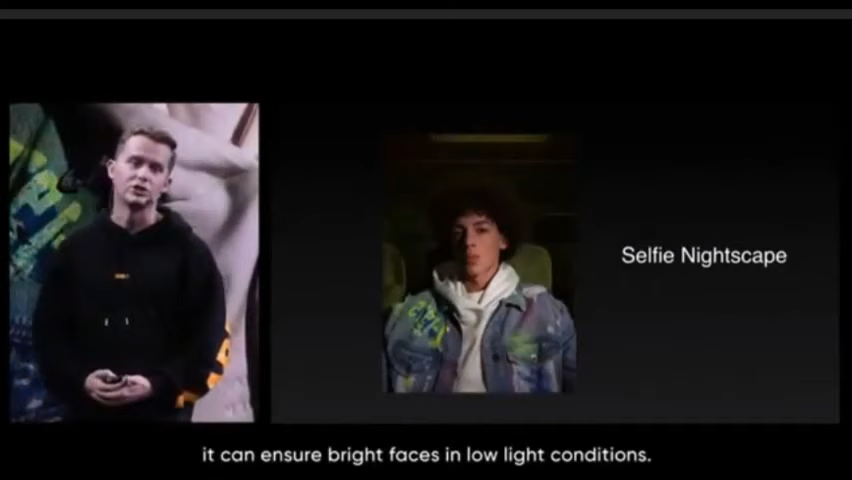 Selfie Nightscape
it can ensure bright faces in low light conditions.